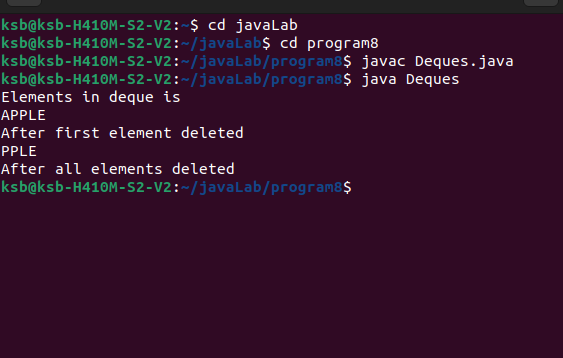 ksb@ksb-H410M-S2-V2:~$ cd javaLab
ksb@ksb-H410M-S2-V2:~/javaLab$ cd program8
ksb@ksb-H410M-S2-V2:~/javaLab/program8$ javac Deques.java
ksb@ksb-H410M-S2-V2:~/javaLab/program8$ java Deques
Elements in deque is
APPLE
After first element deleted
PPLE
After all elements deleted
ksb@ksb-H410M-S2-V2:~/javaLab/program8$